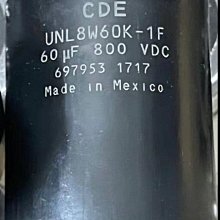 CDE
UNL8W60K-1F
60µF 800 VDC
697953 1717
Made in Mexico